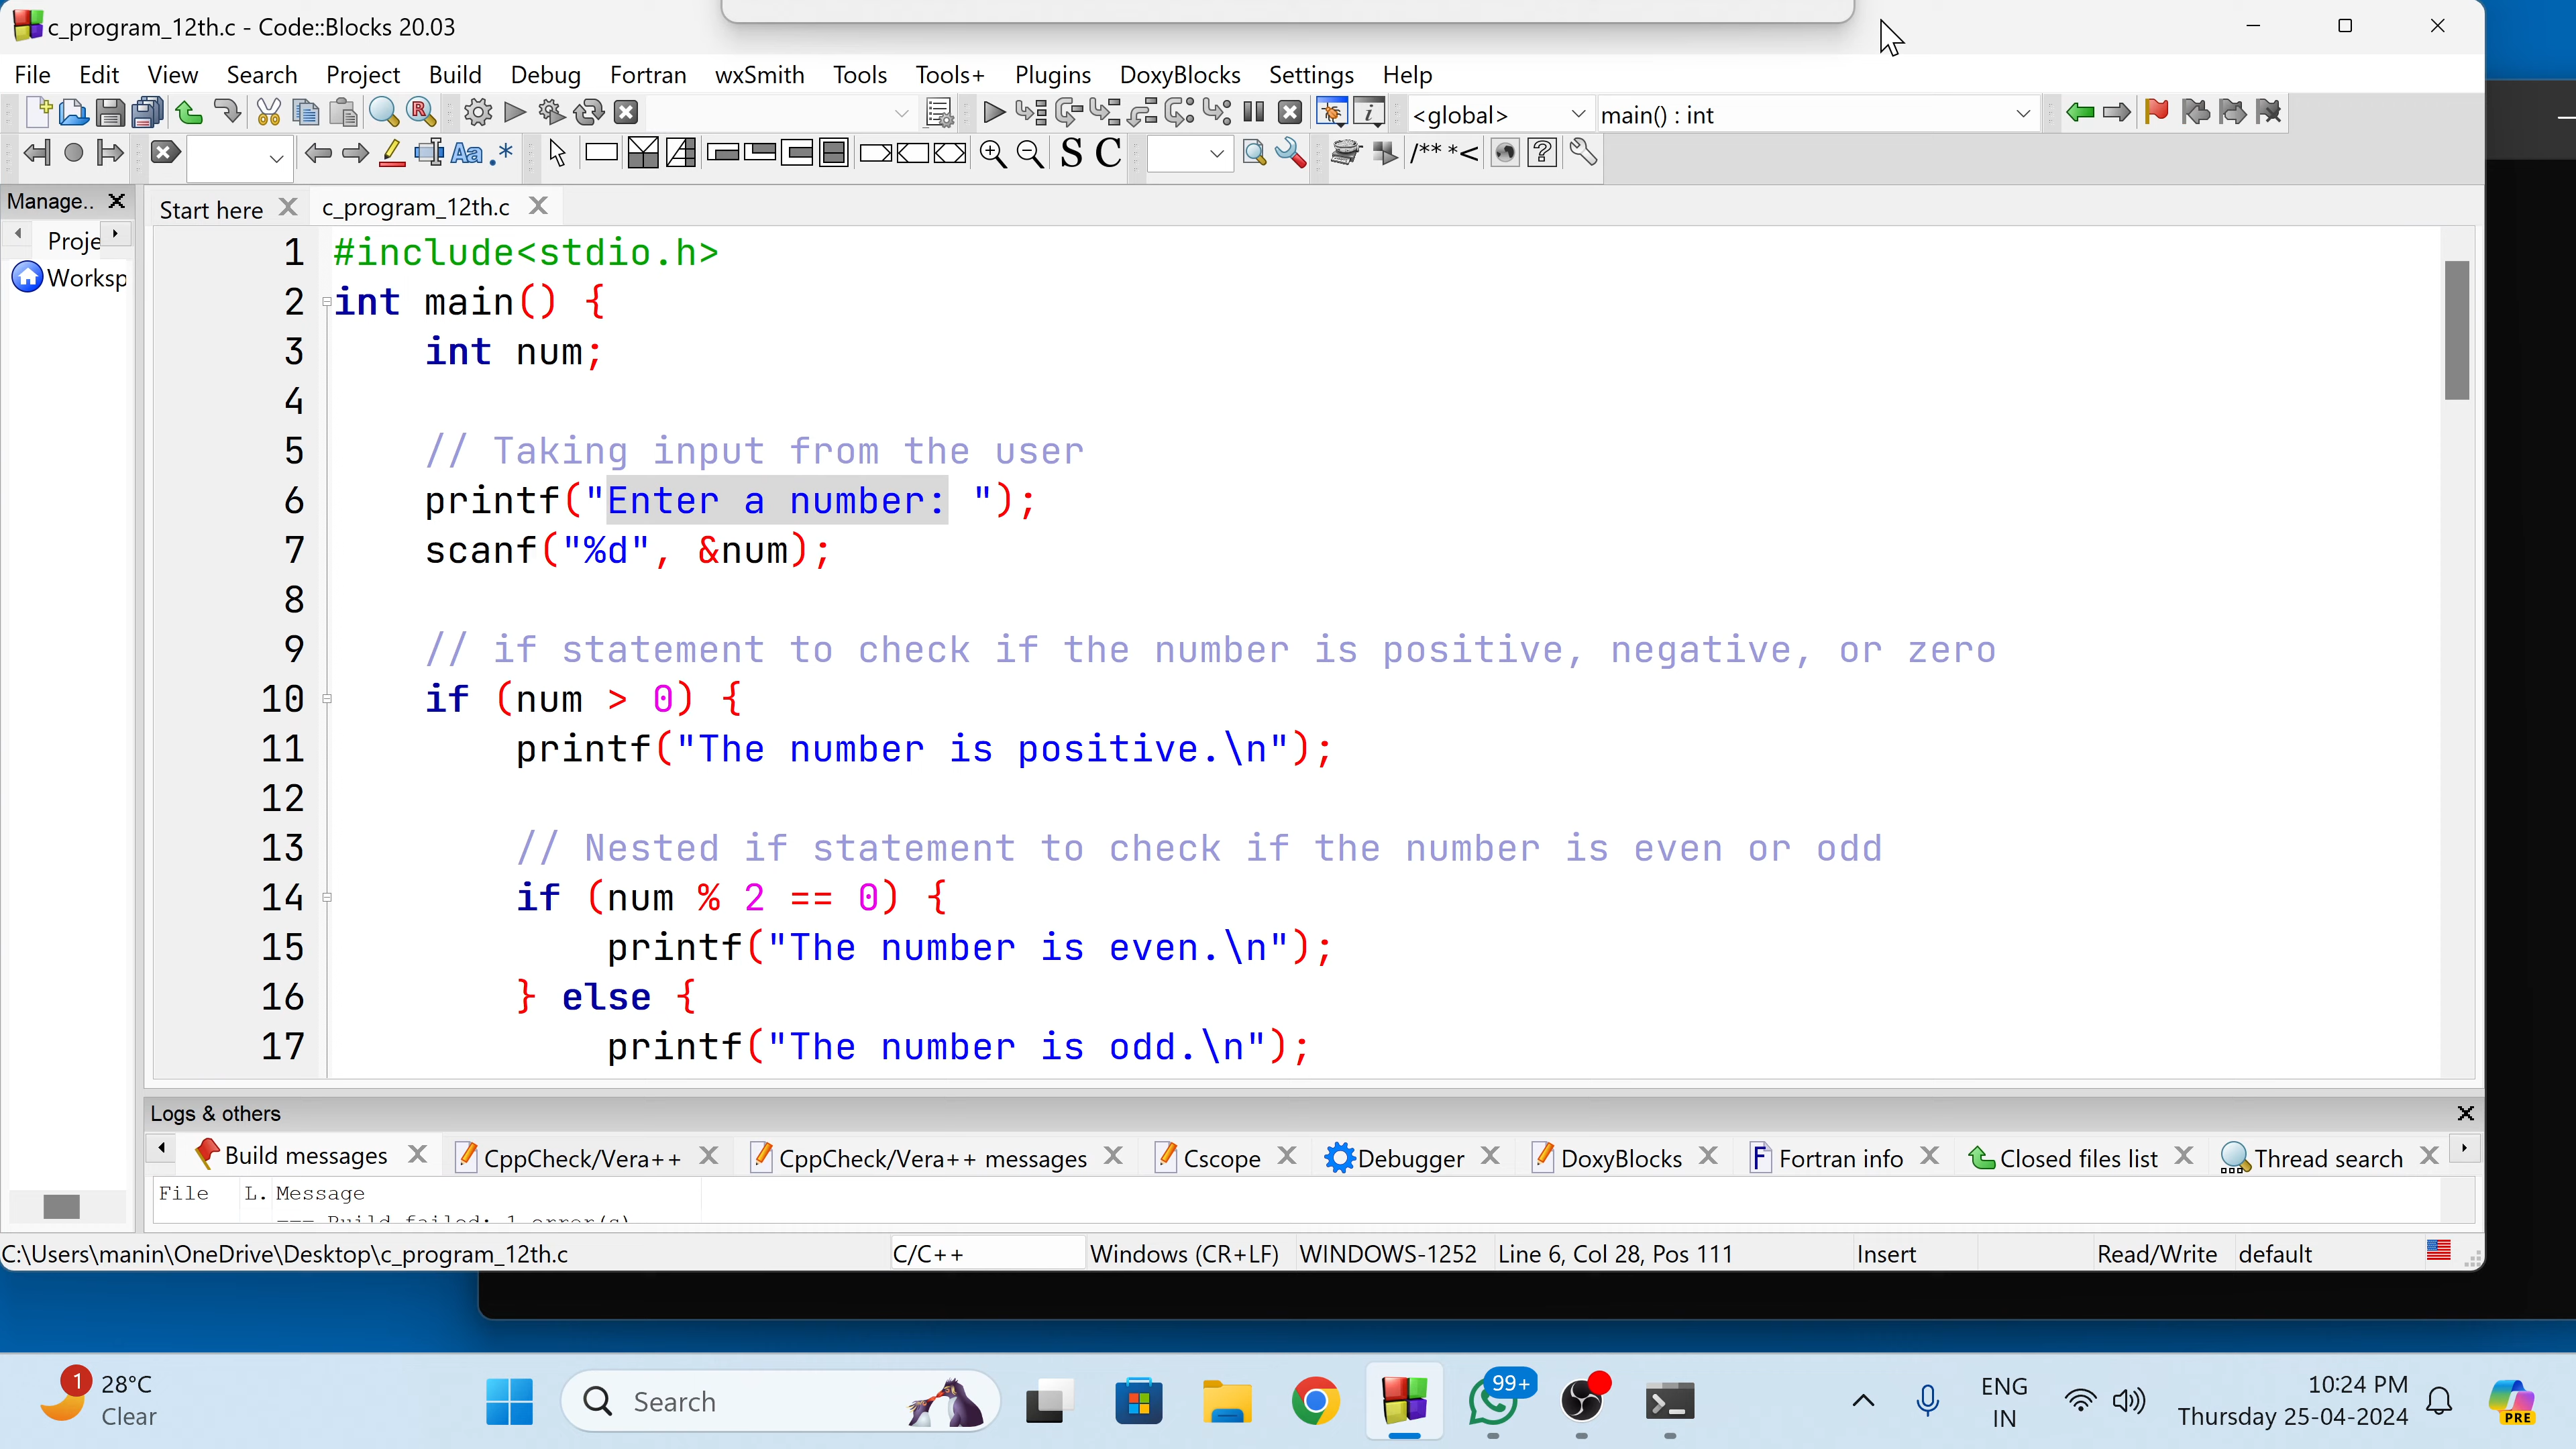 c_program_12th.c - Code::Blocks 20.03
File Edit View Search Project Build Debug Fortran wxSmith Tools Tools+ Plugins DoxyBlocks Settings Help
<global> main() : int
Aa .* S C /** *<
Manage..
Start here c_program_12th.c
Proje
Worksp
1 #include<stdio.h>
2 int main() {
3 int num;
4
5 // Taking input from the user
6 printf("Enter a number: ");
7 scanf("%d", &num);
8
9 // if statement to check if the number is positive, negative, or zero
10 if (num > 0) {
11 printf("The number is positive.\n");
12
13 // Nested if statement to check if the number is even or odd
14 if (num % 2 == 0) {
15 printf("The number is even.\n");
16 } else {
17 printf("The number is odd.\n");
Logs & others
Build messages CppCheck/Vera++ CppCheck/Vera++ messages Cscope Debugger DoxyBlocks Fortran info Closed files list Thread search
File L. Message
=== Build failed: 1 error(s)
C:\Users\manin\OneDrive\Desktop\c_program_12th.c C/C++ Windows (CR+LF) WINDOWS-1252 Line 6, Col 28, Pos 111 Insert Read/Write default
1 28°C
Clear
Search
99+
ENG
IN
10:24 PM
Thursday 25-04-2024
PRE